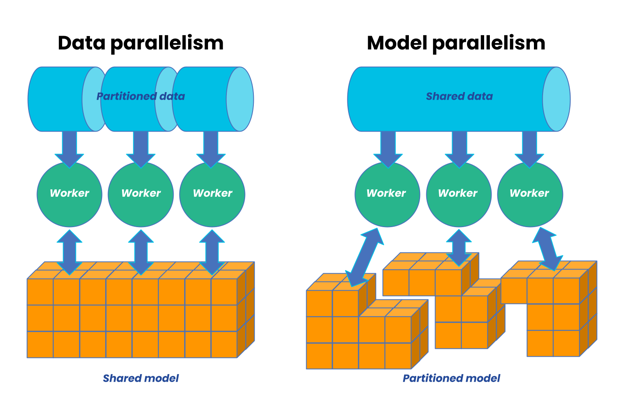 Data parallelism
Model parallelism
Partitioned data
Shared data
Worker
Worker
Worker
Worker
Worker
Worker
Shared model
Partitioned model